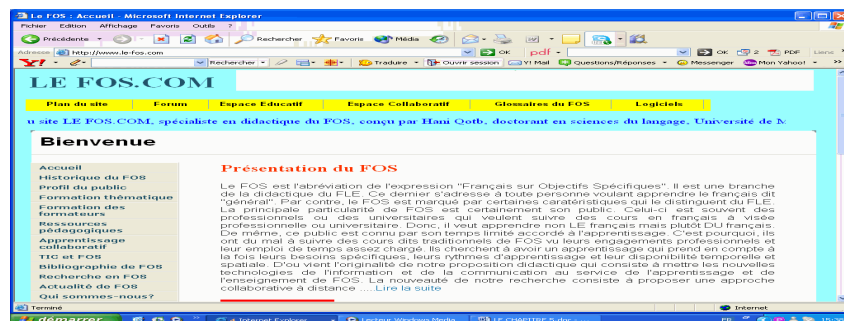 Le FOS : Accueil - Microsoft Internet Explorer
Fichier Edition Affichage Favoris Outils ?
Précédente Rechercher Favoris Média
Adresse http://www.le-fos.com OK pdf OK 2 PDF Liens
Y! Rechercher Traduire Ouvrir session Y! Mail Questions/Réponses Messenger Mon Yahoo!
LE FOS.COM
Plan du site Forum Espace Educatif Espace Collaboratif Glossaires du FOS Logiciels
u site LE FOS.COM, spécialiste en didactique du FOS, conçu par Hani Qotb, doctorant en sciences du langage, Université de M
Bienvenue
Accueil
Historique du FOS
Profil du public
Formation thématique
Formation des
formateurs
Ressources
pédagogiques
Apprentissage
collaboratif
TIC et FOS
Bibliographie de FOS
Recherche en FOS
Actualité de FOS
Qui sommes-nous?
Présentation du FOS
Le FOS est l'abréviation de l'expression "Français sur Objectifs Spécifiques". Il est une branche
de la didactique du FLE. Ce dernier s'adresse à toute personne voulant apprendre le français dit
"général". Par contre, le FOS est marqué par certaines caratéristiques qui le distinguent du FLE.
La principale particularité de FOS est certainement son public. Celui-ci est souvent des
professionnels ou des universitaires qui veulent suivre des cours en français à visée
professionnelle ou universitaire. Donc, il veut apprendre non LE français mais plutôt DU français.
De même, ce public est connu par son temps limité accordé à l'apprentissage. C'est pourquoi, ils
ont du mal à suivre des cours dits traditionnels de FOS vu leurs engagements professionnels et
leur emploi de temps assez chargé. Ils cherchent à avoir un apprentissage qui prend en compte à
la fois leurs besoins spécifiques, leurs rythmes d'apprentissage et leur disponibilité temporelle et
spatiale. D'ou vient l'originalité de notre proposition didactique qui consiste à mettre les nouvelles
technologies de l'information et de la communication au service de l'apprentissage et de
l'enseignement de FOS. La nouveauté de notre recherche consiste à proposer une approche
collaborative à distance .....Lire la suite
Terminé Internet
démarrer Internet Explorer Lecteur Windows Media LE CHAPITRE 5.doc FR 15:30